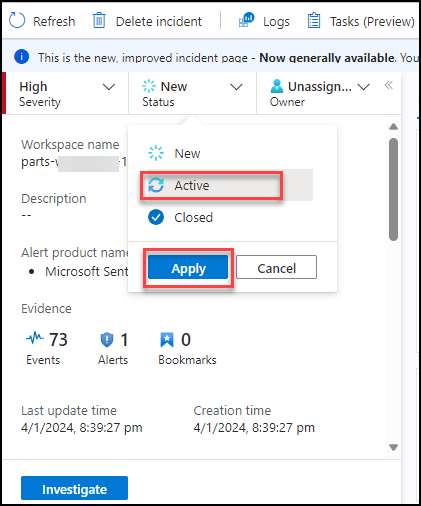 Refresh Delete incident Logs Tasks (Preview)
This is the new, improved incident page - Now generally available. You
High New Unassign...
Severity Status Owner
Workspace name
New
Active
Closed
Apply Cancel
Description
--
Alert product name
Microsoft Sent
Evidence
73 1 0
Events Alerts Bookmarks
Last update time Creation time
4/1/2024, 8:39:27 pm 4/1/2024, 8:39:27 pm
Investigate